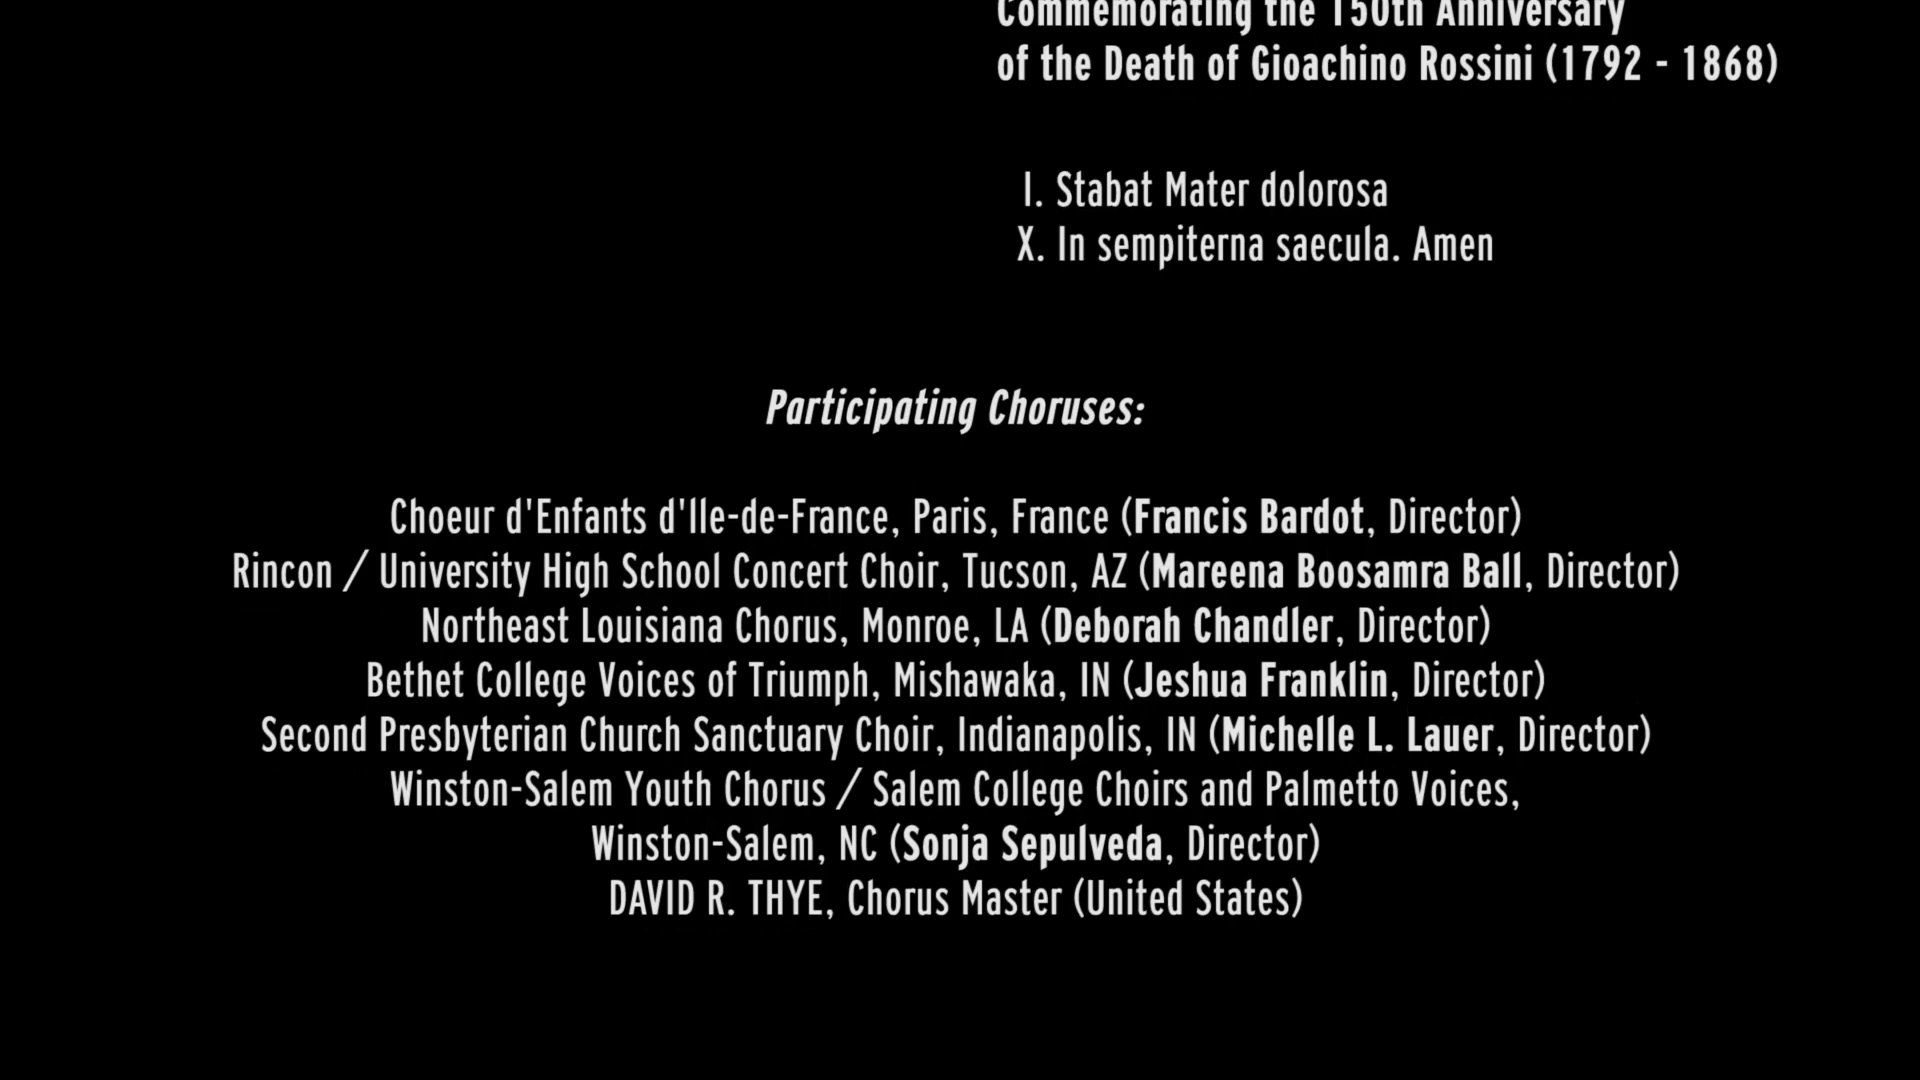 Commemorating the 150th Anniversary
of the Death of Gioachino Rossini (1792 - 1868)
I. Stabat Mater dolorosa
X. In sempiterna saecula. Amen
Participating Choruses:
Choeur d'Enfants d'Ile-de-France, Paris, France (Francis Bardot, Director)
Rincon / University High School Concert Choir, Tucson, AZ (Mareena Boosamra Ball, Director)
Northeast Louisiana Chorus, Monroe, LA (Deborah Chandler, Director)
Bethet College Voices of Triumph, Mishawaka, IN (Jeshua Franklin, Director)
Second Presbyterian Church Sanctuary Choir, Indianapolis, IN (Michelle L. Lauer, Director)
Winston-Salem Youth Chorus / Salem College Choirs and Palmetto Voices,
Winston-Salem, NC (Sonja Sepulveda, Director)
DAVID R. THYE, Chorus Master (United States)